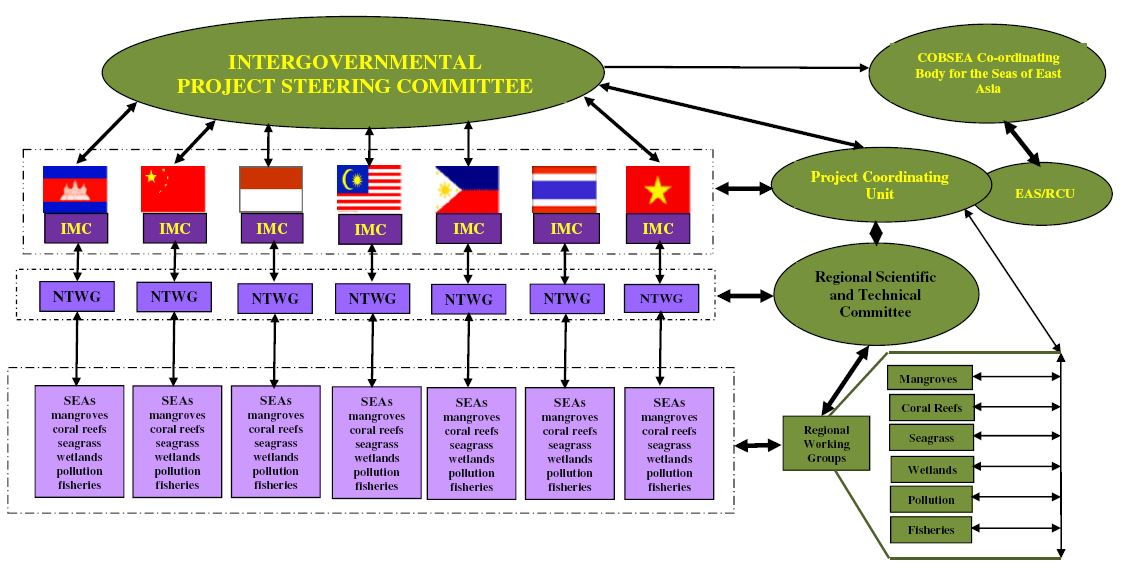 INTERGOVERNMENTAL
PROJECT STEERING COMMITTEE
COBSEA Co-ordinating
Body for the Seas of East
Asia
Project Coordinating
Unit
EAS/RCU
IMC
IMC
IMC
IMC
IMC
IMC
IMC
NTWG
NTWG
NTWG
NTWG
NTWG
NTWG
NTWG
Regional Scientific
and Technical
Committee
SEAs
mangroves
coral reefs
seagrass
wetlands
pollution
fisheries
SEAs
mangroves
coral reefs
seagrass
wetlands
pollution
fisheries
SEAs
mangroves
coral reefs
seagrass
wetlands
pollution
fisheries
SEAs
mangroves
coral reefs
seagrass
wetlands
pollution
fisheries
SEAs
mangroves
coral reefs
seagrass
wetlands
pollution
fisheries
SEAs
mangroves
coral reefs
seagrass
wetlands
pollution
fisheries
SEAs
mangroves
coral reefs
seagrass
wetlands
pollution
fisheries
Regional
Working
Groups
Mangroves
Coral Reefs
Seagrass
Wetlands
Pollution
Fisheries